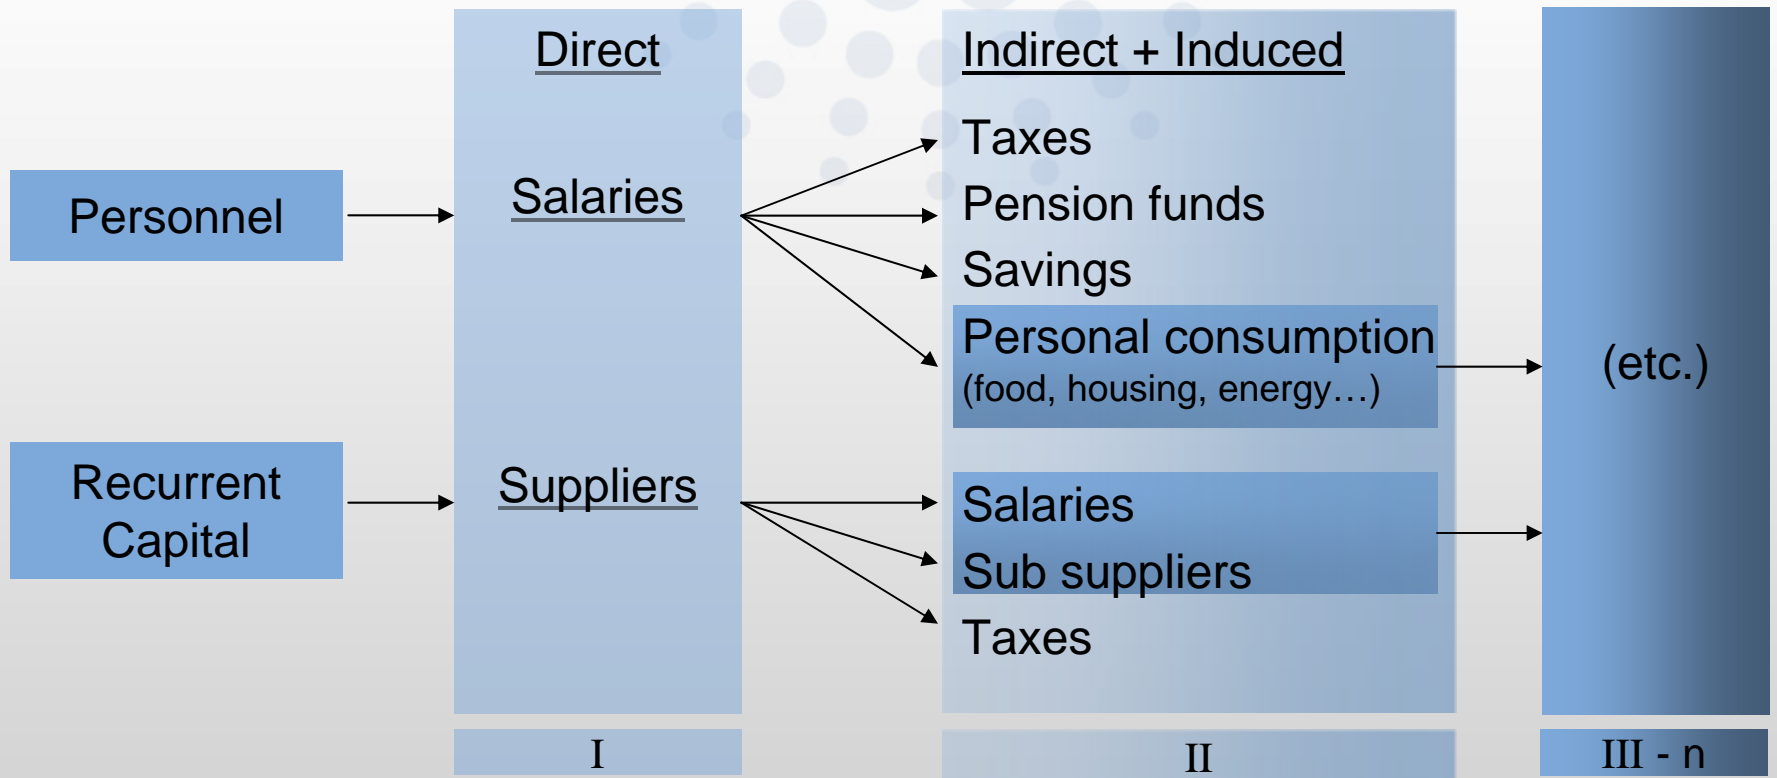 Direct
Indirect + Induced
Personnel
Salaries
Taxes
Pension funds
Savings
Personal consumption
(food, housing, energy…)
(etc.)
Recurrent
Capital
Suppliers
Salaries
Sub suppliers
Taxes
I
II
III - n